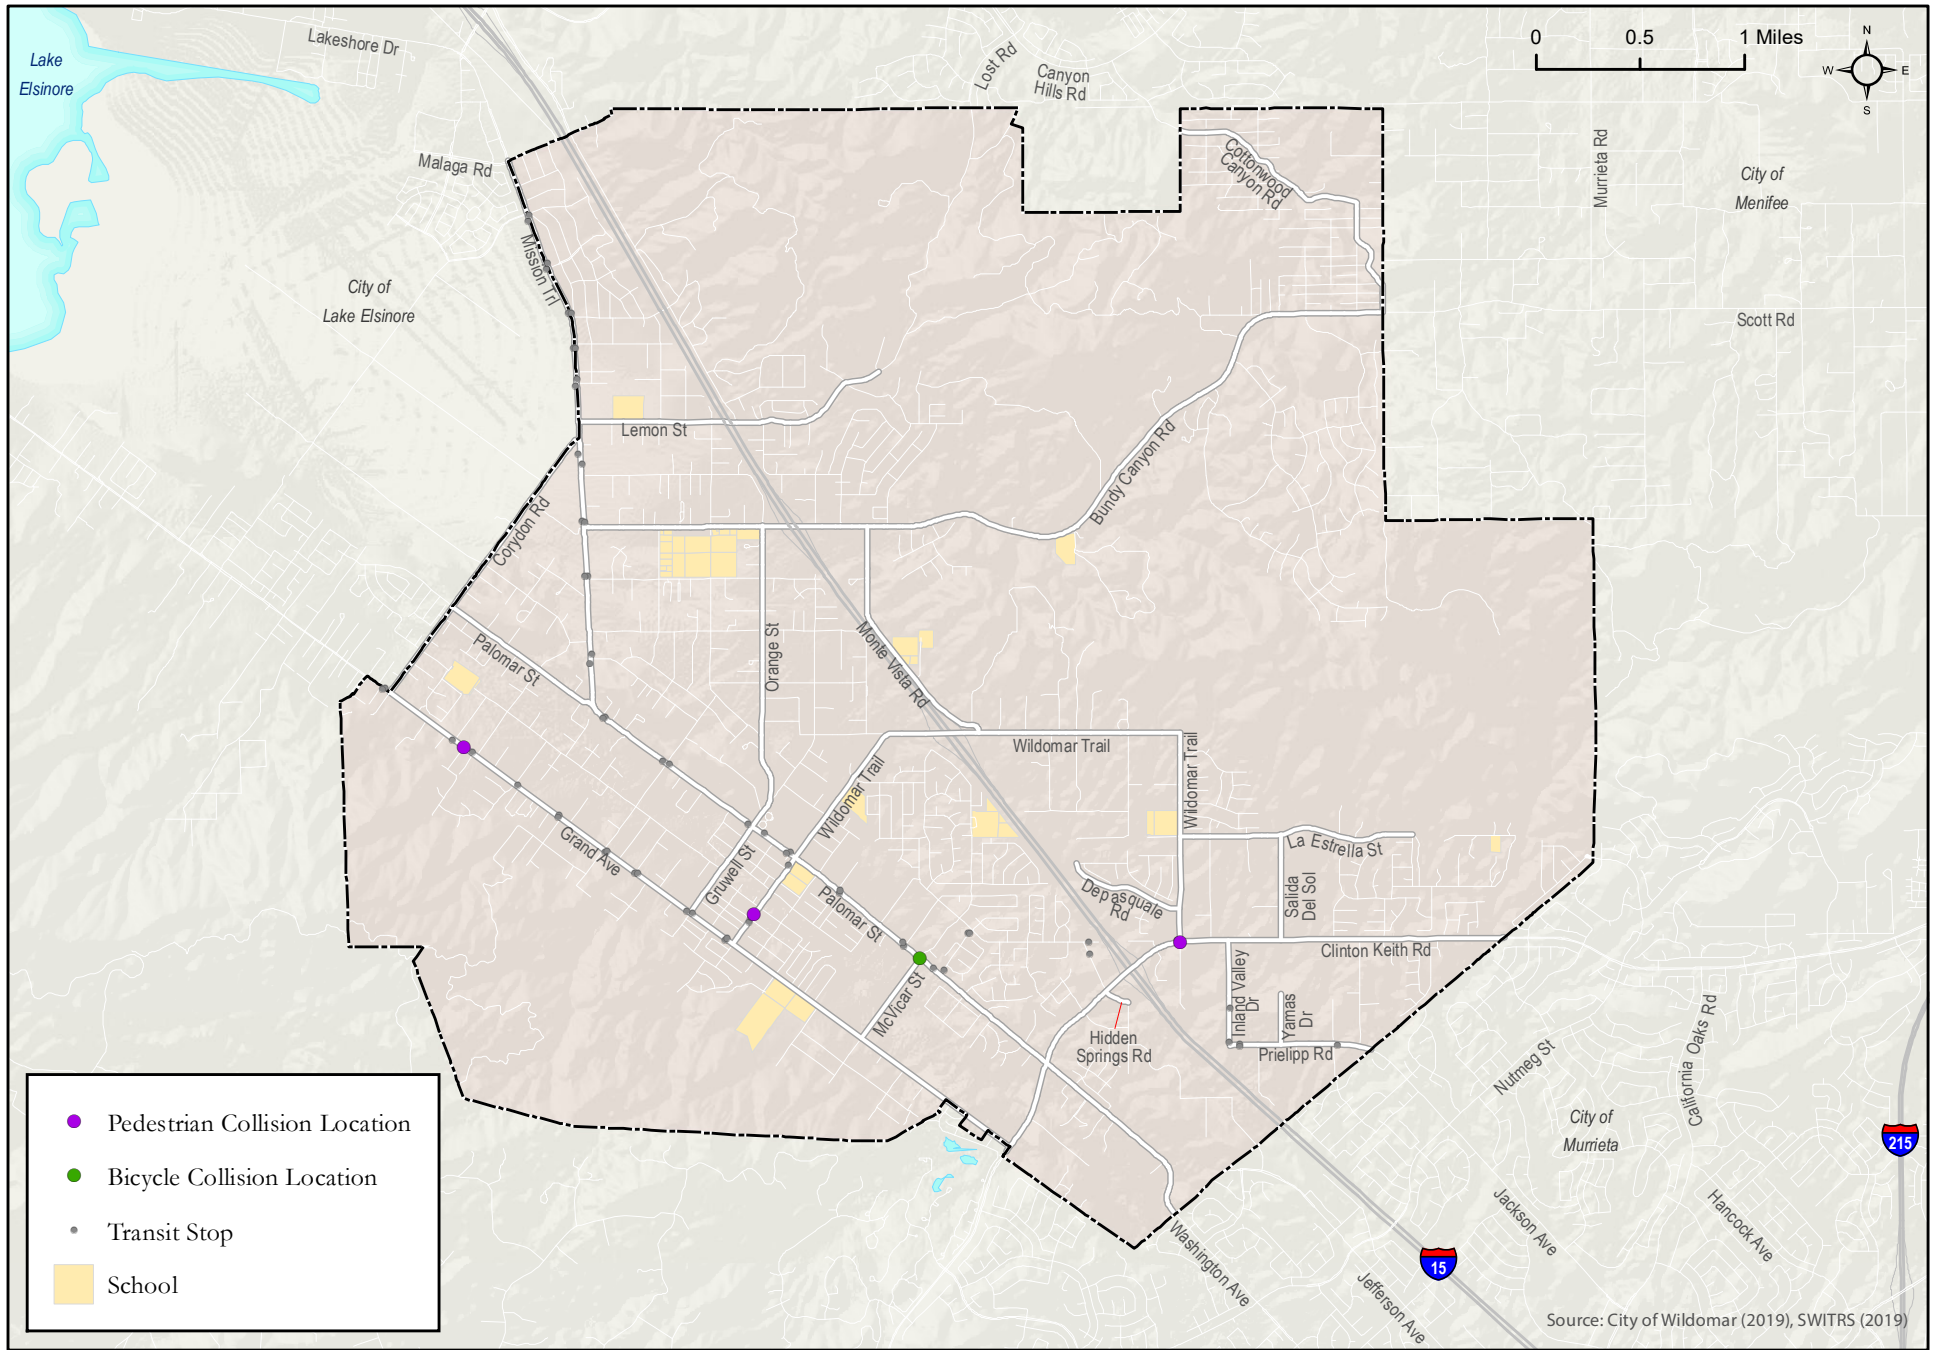 Lake
Elsinore
Lakeshore Dr
Lost Rd
Canyon
Hills Rd
0 0.5 1 Miles
N
W E
S
Malaga Rd
Cottonwood
Canyon Rd
Murrieta Rd
City of
Menifee
Mission Trl
City of
Lake Elsinore
Scott Rd
Lemon St
Bundy Canyon Rd
Corydon Rd
Palomar St
Orange St
Monte Vista Rd
Wildomar Trail
Wildomar Trail
Wildomar Trail
Grand Ave
Gruwell St
Palomar St
La Estrella St
Depasquale
Rd
Salida
Del Sol
Clinton Keith Rd
McVicar St
Inland Valley
Dr
Yamas
Dr
Hidden
Springs Rd
Prielipp Rd
Nutmeg St
California Oaks Rd
City of
Murrieta
215
Jackson Ave
Hancock Ave
Washington Ave
15
Jefferson Ave
Pedestrian Collision Location
Bicycle Collision Location
Transit Stop
School
Source: City of Wildomar (2019), SWITRS (2019)